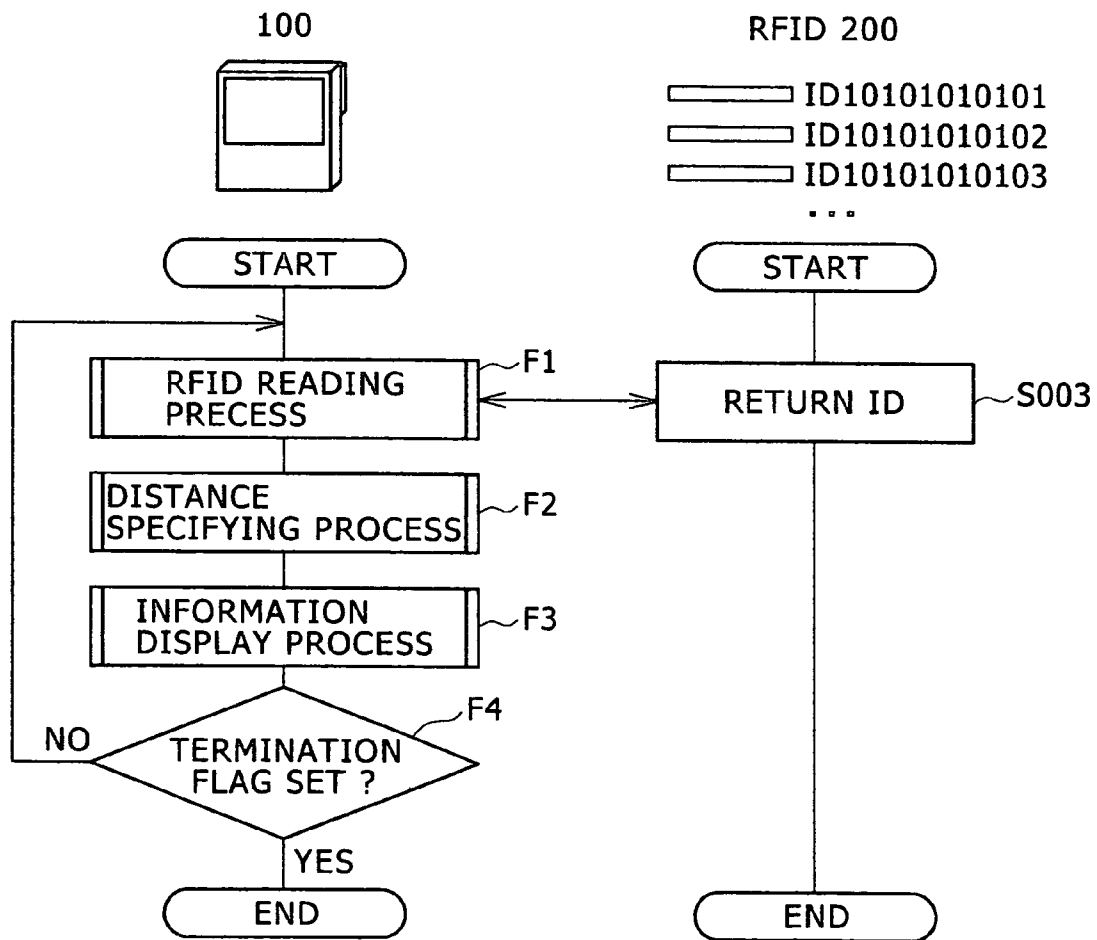 100
RFID 200
ID10101010101
ID10101010102
ID10101010103
...
START
START
RFID READING
PRECESS
F1
RETURN ID
S003
DISTANCE
SPECIFYING PROCESS
F2
INFORMATION
DISPLAY PROCESS
F3
F4
NO
TERMINATION
FLAG SET ?
YES
END
END